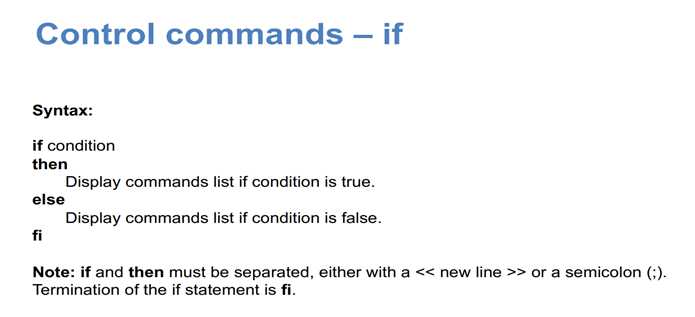 Control commands – if
Syntax:
if condition
then
Display commands list if condition is true.
else
Display commands list if condition is false.
fi
Note: if and then must be separated, either with a << new line >> or a semicolon (;).
Termination of the if statement is fi.